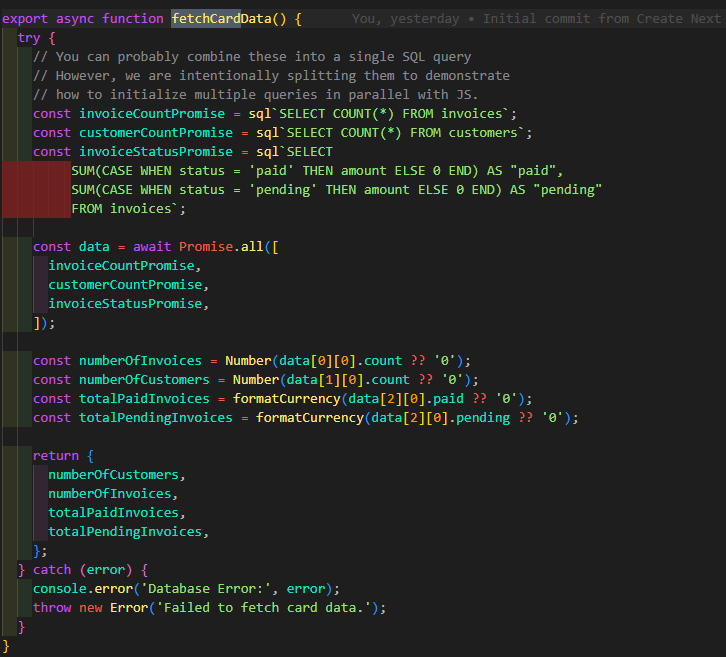 export async function fetchCardData() {     You, yesterday • Initial commit from Create Next
  try {
    // You can probably combine these into a single SQL query
    // However, we are intentionally splitting them to demonstrate
    // how to initialize multiple queries in parallel with JS.
    const invoiceCountPromise = sql`SELECT COUNT(*) FROM invoices`;
    const customerCountPromise = sql`SELECT COUNT(*) FROM customers`;
    const invoiceStatusPromise = sql`SELECT
         SUM(CASE WHEN status = 'paid' THEN amount ELSE 0 END) AS "paid",
         SUM(CASE WHEN status = 'pending' THEN amount ELSE 0 END) AS "pending"
         FROM invoices`;

    const data = await Promise.all([
      invoiceCountPromise,
      customerCountPromise,
      invoiceStatusPromise,
    ]);

    const numberOfInvoices = Number(data[0][0].count ?? '0');
    const numberOfCustomers = Number(data[1][0].count ?? '0');
    const totalPaidInvoices = formatCurrency(data[2][0].paid ?? '0');
    const totalPendingInvoices = formatCurrency(data[2][0].pending ?? '0');

    return {
      numberOfCustomers,
      numberOfInvoices,
      totalPaidInvoices,
      totalPendingInvoices,
    };
  } catch (error) {
    console.error('Database Error:', error);
    throw new Error('Failed to fetch card data.');
  }
}